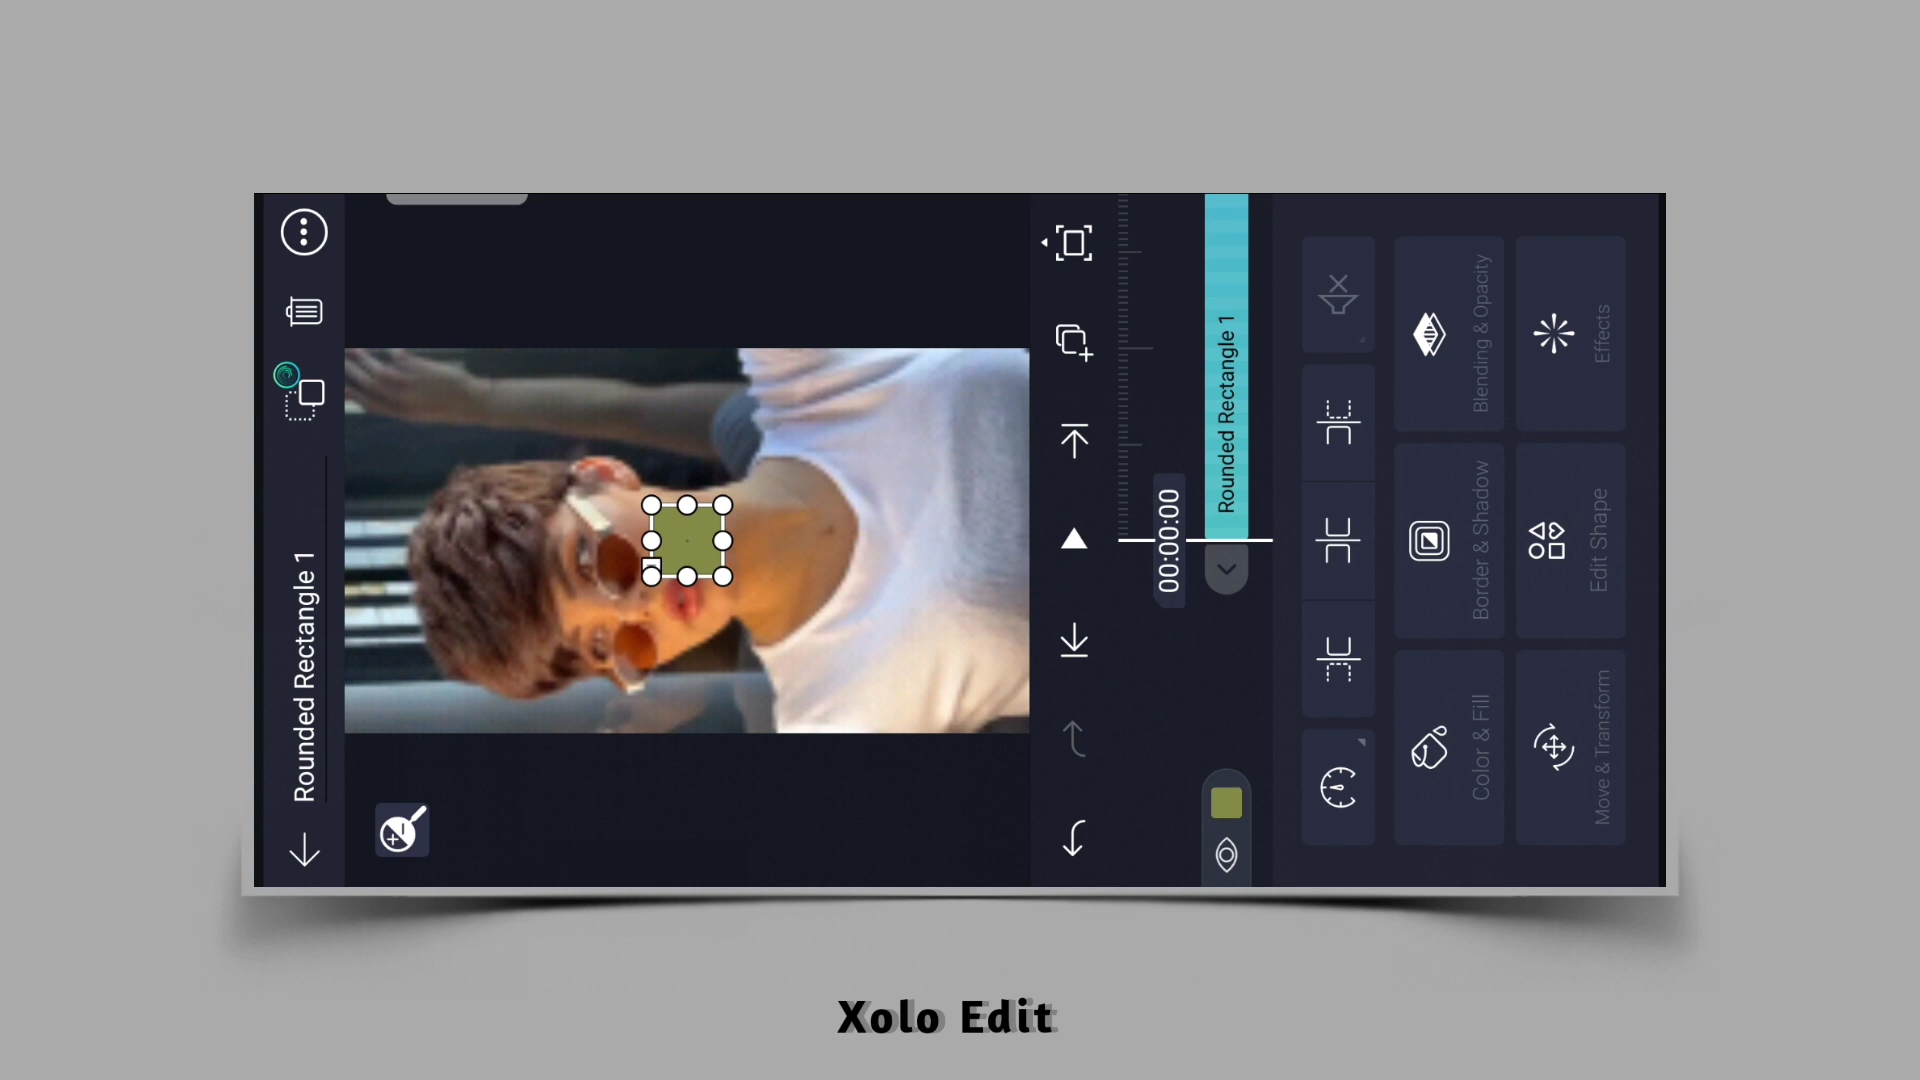 Rounded Rectangle 1
00:00:00
Rounded Rectangle 1
Color & Fill
Border & Shadow
Blending & Opacity
Move & Transform
Edit Shape
Effects
Xolo Edit